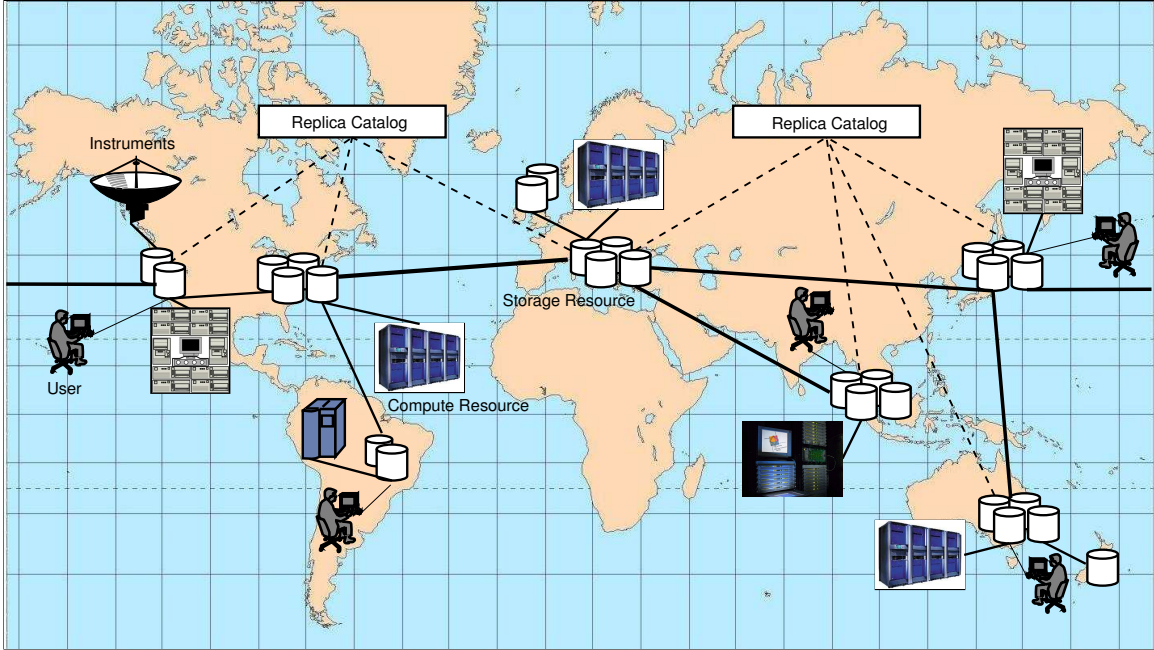 Replica Catalog
Replica Catalog
Instruments
Storage Resource
User
Compute Resource